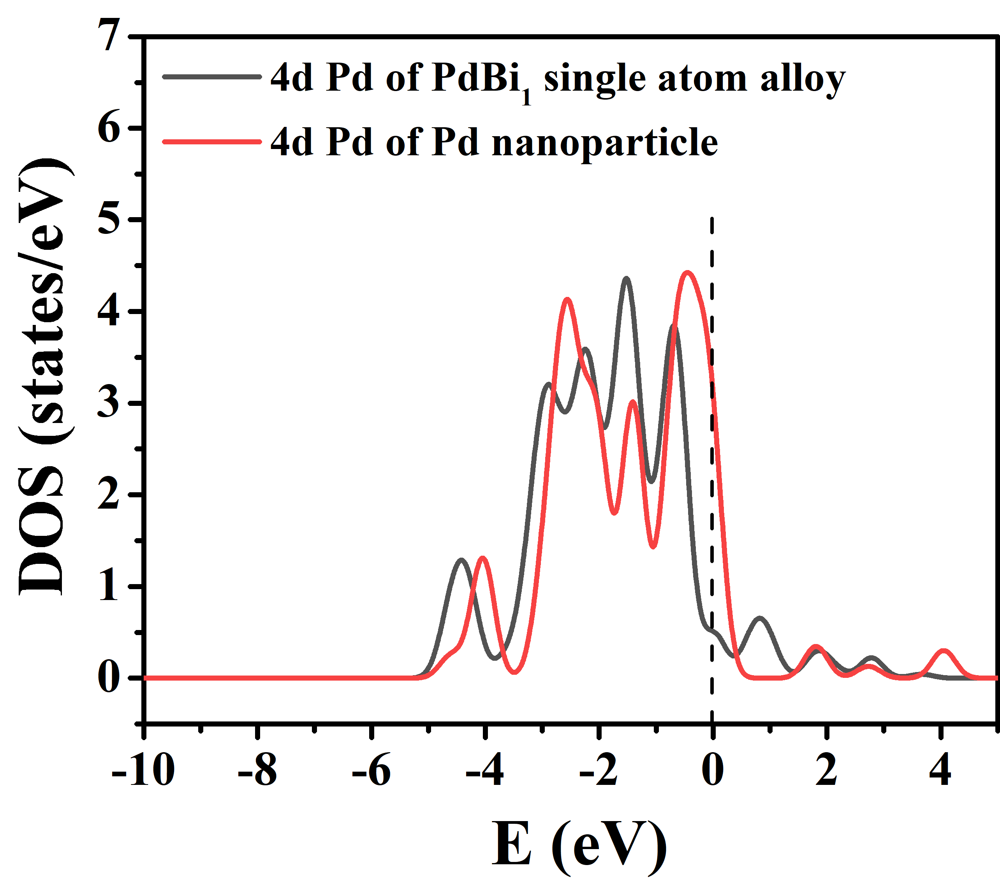 7
6
5
4
3
2
1
0
DOS (states/eV)
4d Pd of PdBi₁ single atom alloy
4d Pd of Pd nanoparticle
-10 -8 -6 -4 -2 0 2 4
E (eV)